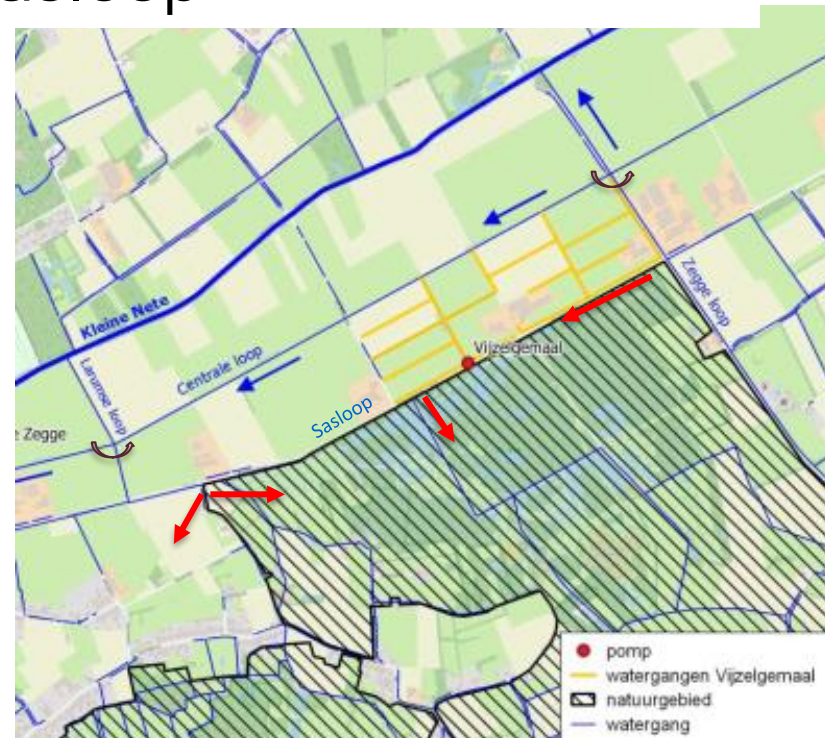 Kleine Nete
Larumse loop
Centrale loop
Sasloop
Vijzelgemaal
Zegge loop
e Zegge
pomp
watergangen Vijzelgemaal
natuurgebied
watergang